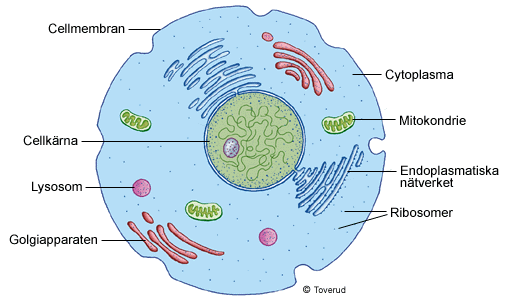 Cellmembran
Cytoplasma
Mitokondrie
Cellkärna
Endoplasmatiska
nätverket
Lysosom
Ribosomer
Golgiapparaten
© Toverud